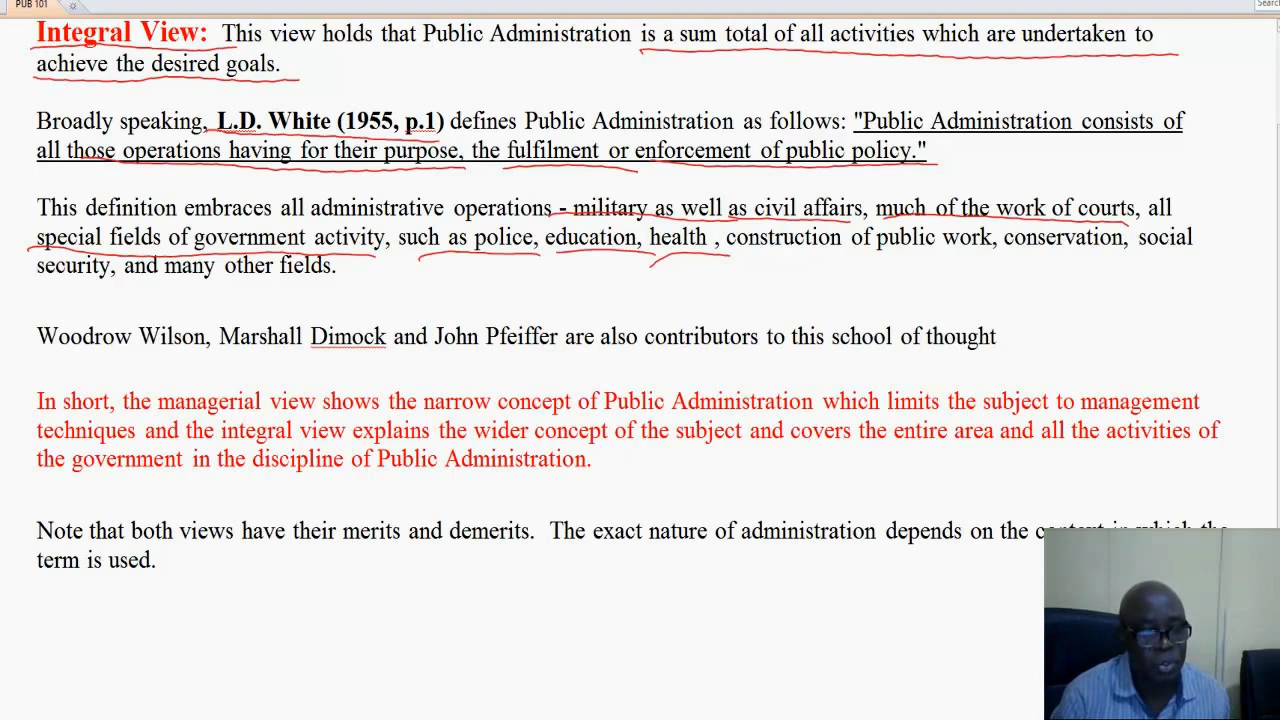 PUB 101
Search
Integral View: This view holds that Public Administration is a sum total of all activities which are undertaken to
achieve the desired goals.
Broadly speaking, L.D. White (1955, p.1) defines Public Administration as follows: "Public Administration consists of
all those operations having for their purpose, the fulfilment or enforcement of public policy."
This definition embraces all administrative operations - military as well as civil affairs, much of the work of courts, all
special fields of government activity, such as police, education, health , construction of public work, conservation, social
security, and many other fields.
Woodrow Wilson, Marshall Dimock and John Pfeiffer are also contributors to this school of thought
In short, the managerial view shows the narrow concept of Public Administration which limits the subject to management
techniques and the integral view explains the wider concept of the subject and covers the entire area and all the activities of
the government in the discipline of Public Administration.
Note that both views have their merits and demerits. The exact nature of administration depends on the context in which the
term is used.